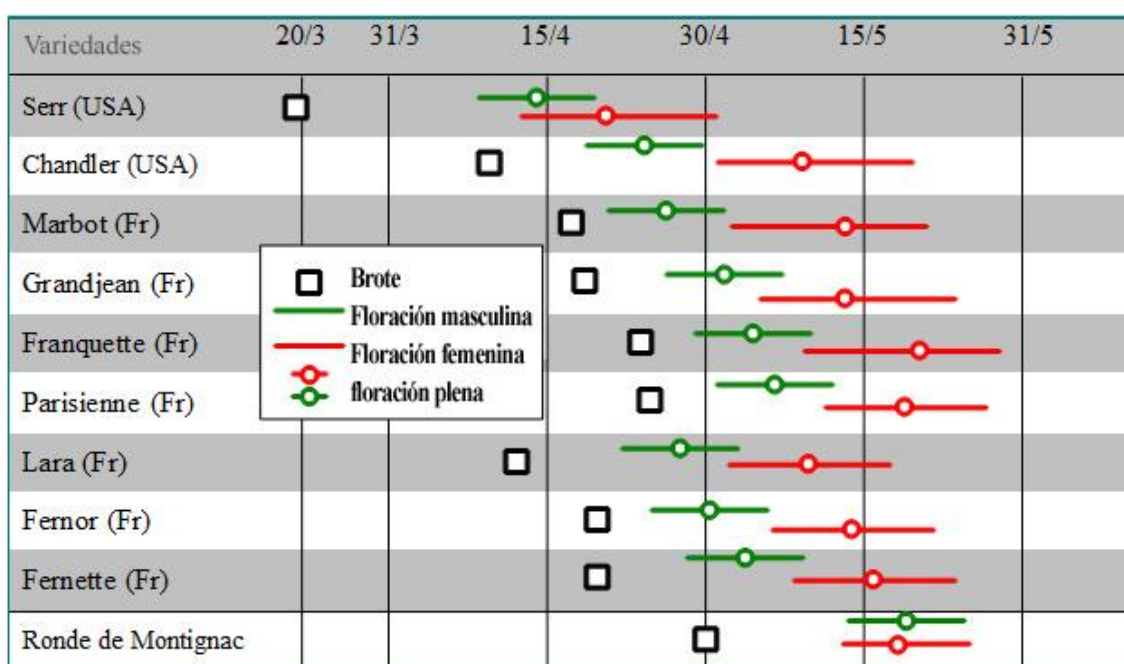 Variedades 20/3 31/3 15/4 30/4 15/5 31/5
Serr (USA)
Chandler (USA)
Marbot (Fr)
Grandjean (Fr)
Franquette (Fr)
Parisienne (Fr)
Lara (Fr)
Fernor (Fr)
Fernette (Fr)
Ronde de Montignac
Brote
Floración masculina
Floración femenina
floración plena